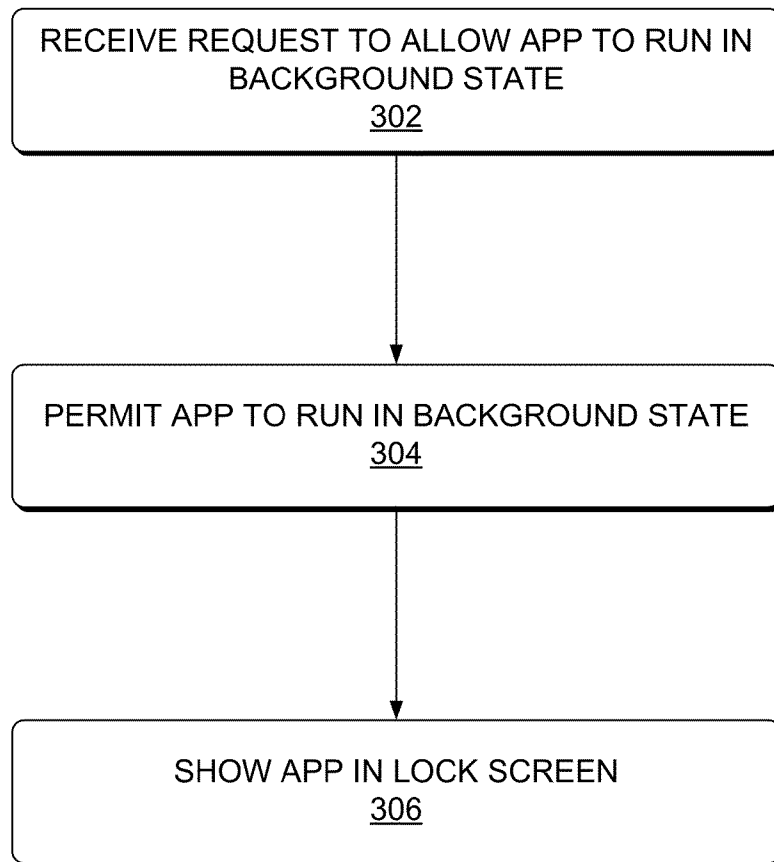 RECEIVE REQUEST TO ALLOW APP TO RUN IN
BACKGROUND STATE
302
PERMIT APP TO RUN IN BACKGROUND STATE
304
SHOW APP IN LOCK SCREEN
306